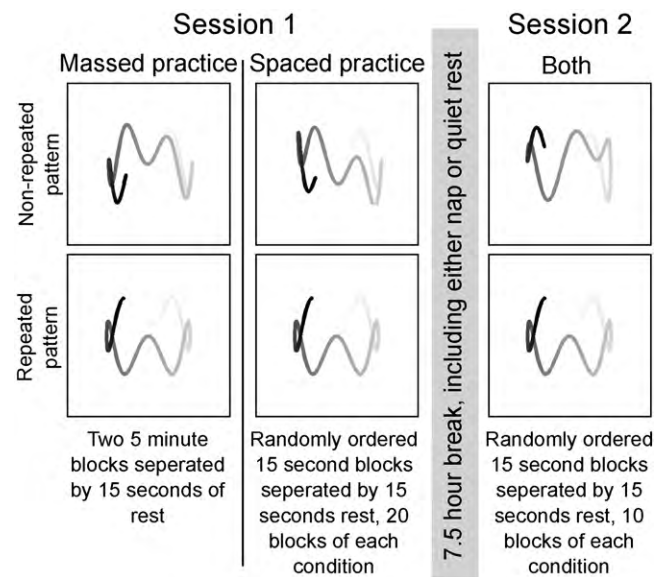 Session 1
Session 2
Massed practice
Spaced practice
Both
Non-repeated
pattern
Repeated
pattern
7.5 hour break, including either nap or quiet rest
Two 5 minute
blocks seperated
by 15 seconds of
rest
Randomly ordered
15 second blocks
seperated by 15
seconds rest, 20
blocks of each
condition
Randomly ordered
15 second blocks
seperated by 15
seconds rest, 10
blocks of each
condition